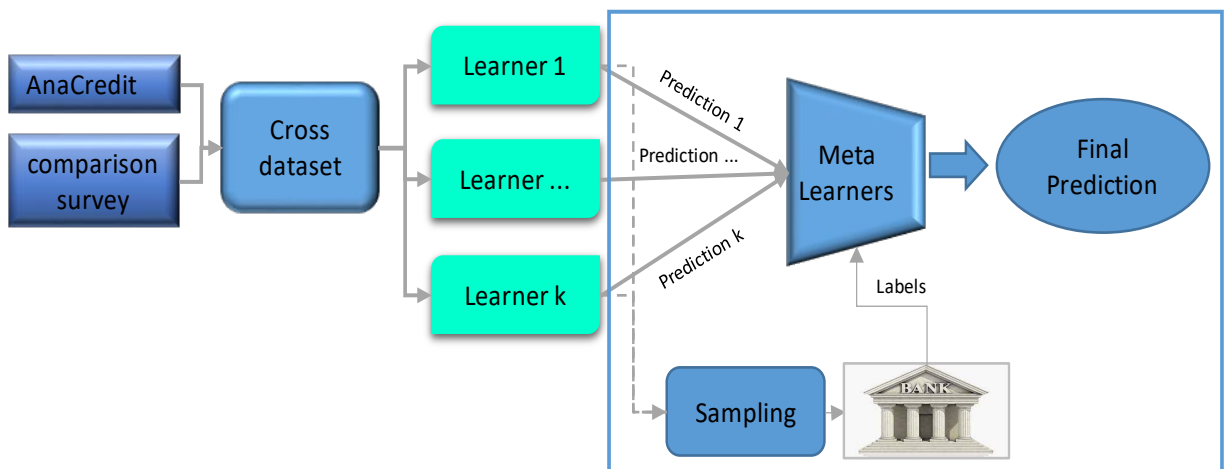 AnaCredit
comparison
survey
Cross
dataset
Learner 1
Learner ...
Learner k
Prediction 1
Prediction ...
Prediction k
Meta
Learners
Final
Prediction
Labels
Sampling
BANK